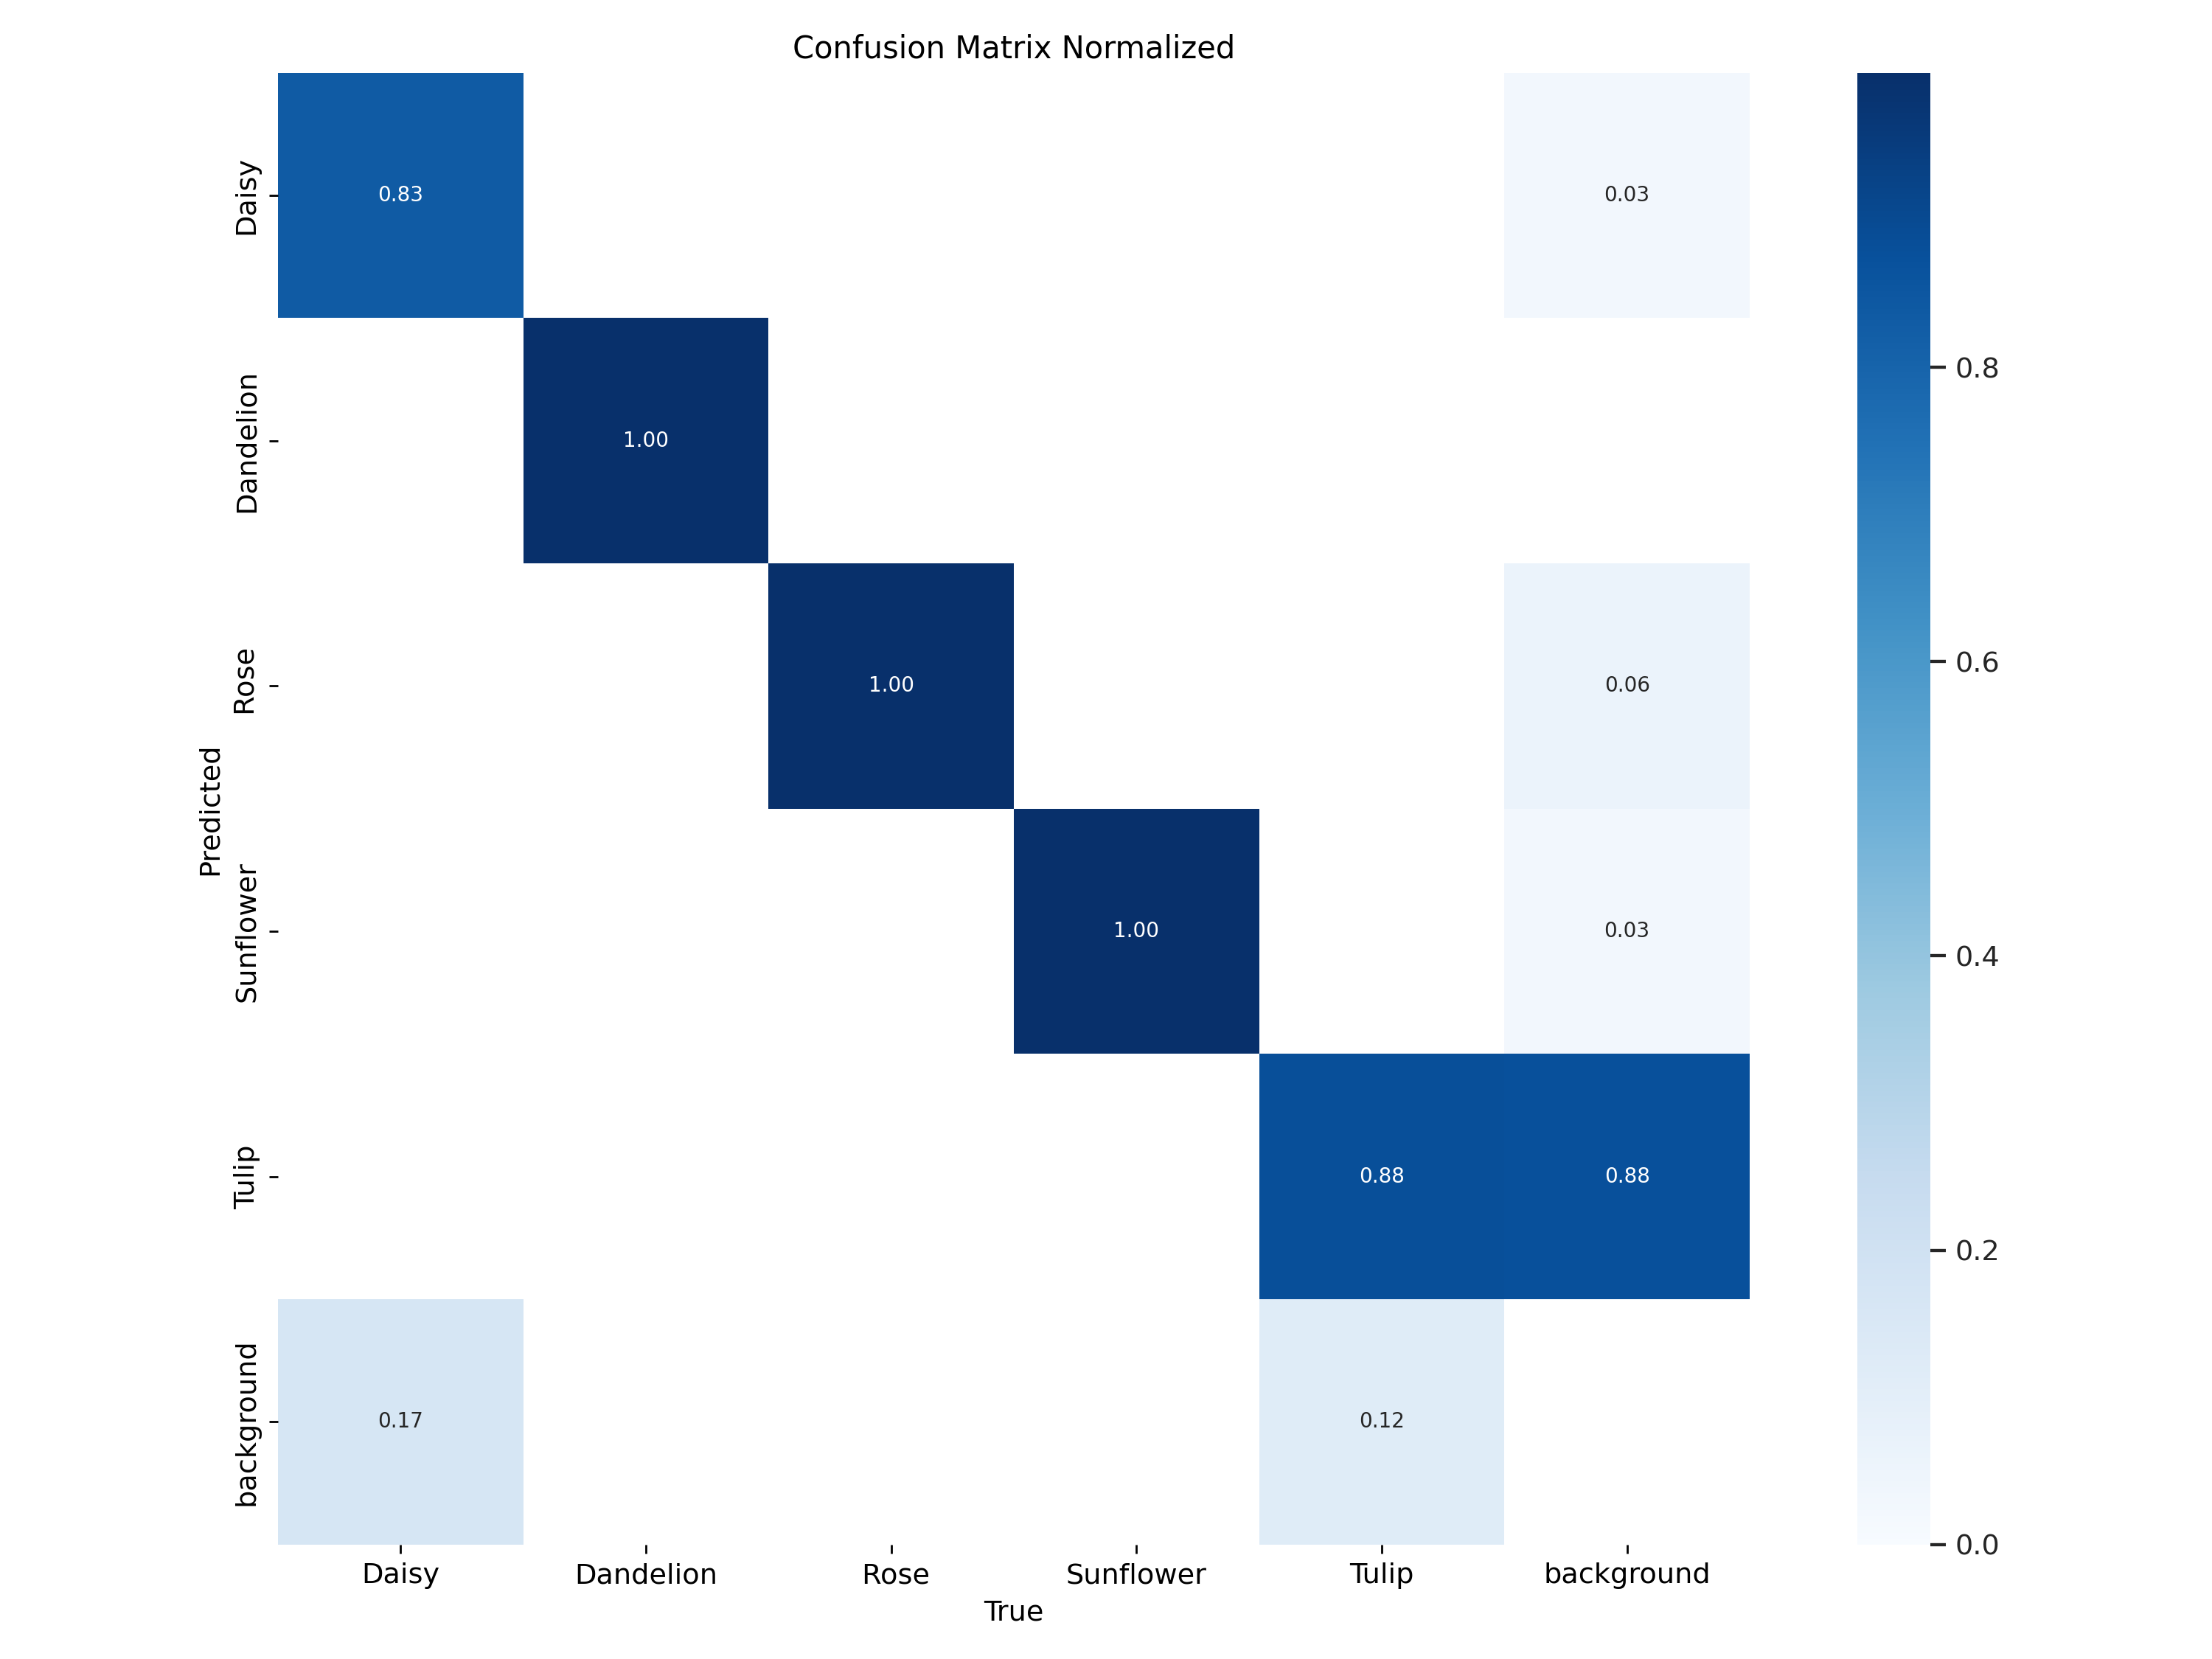 Confusion Matrix Normalized
Daisy
0.83
0.03
0.8
Dandelion
1.00
Rose
1.00
0.06
0.6
Predicted
Sunflower
1.00
0.03
0.4
Tulip
0.88
0.88
0.2
background
0.17
0.12
0.0
Daisy Dandelion Rose Sunflower Tulip background
True